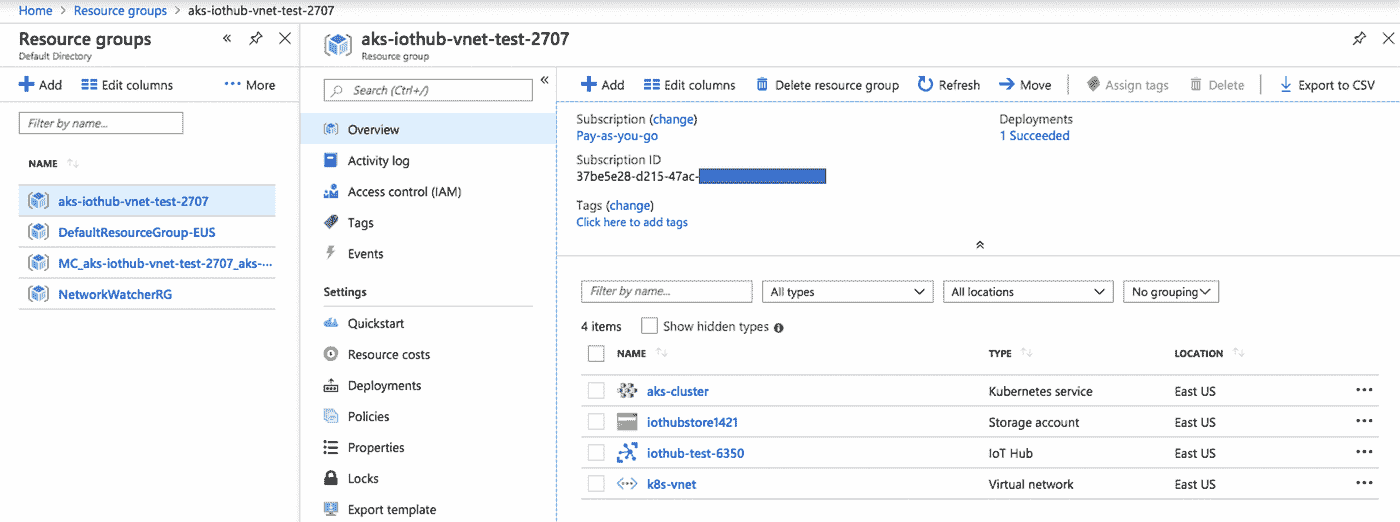 Home > Resource groups > aks-iothub-vnet-test-2707
Resource groups
Default Directory
Add Edit columns More
Filter by name...
NAME
aks-iothub-vnet-test-2707
DefaultResourceGroup-EUS
MC_aks-iothub-vnet-test-2707_aks-···
NetworkWatcherRG
aks-iothub-vnet-test-2707
Resource group
Search (Ctrl+/)
Overview
Activity log
Access control (IAM)
Tags
Events
Settings
Quickstart
Resource costs
Deployments
Policies
Properties
Locks
Export template
Add Edit columns Delete resource group Refresh Move Assign tags Delete Export to CSV
Subscription (change)
Pay-as-you-go
Subscription ID
37be5e28-d215-47ac-
Tags (change)
Click here to add tags
Deployments
1 Succeeded
Filter by name... All types All locations No grouping
4 items Show hidden types
NAME TYPE LOCATION
aks-cluster Kubernetes service East US
iothubstore1421 Storage account East US
iothub-test-6350 IoT Hub East US
k8s-vnet Virtual network East US